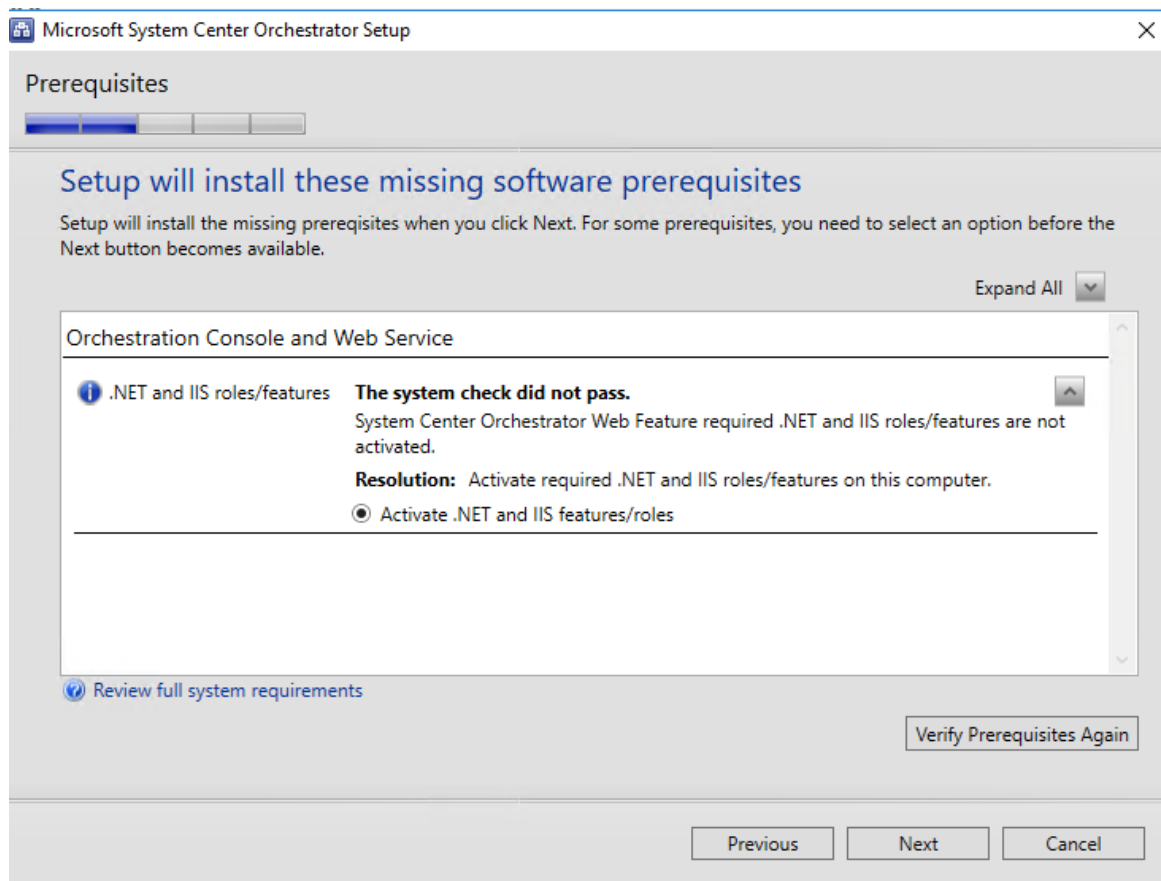 Microsoft System Center Orchestrator Setup
Prerequisites
Setup will install these missing software prerequisites
Setup will install the missing prereqisites when you click Next. For some prerequisites, you need to select an option before the
Next button becomes available.
Expand All
Orchestration Console and Web Service
.NET and IIS roles/features
The system check did not pass.
System Center Orchestrator Web Feature required .NET and IIS roles/features are not
activated.
Resolution: Activate required .NET and IIS roles/features on this computer.
Activate .NET and IIS features/roles
Review full system requirements
Verify Prerequisites Again
Previous
Next
Cancel